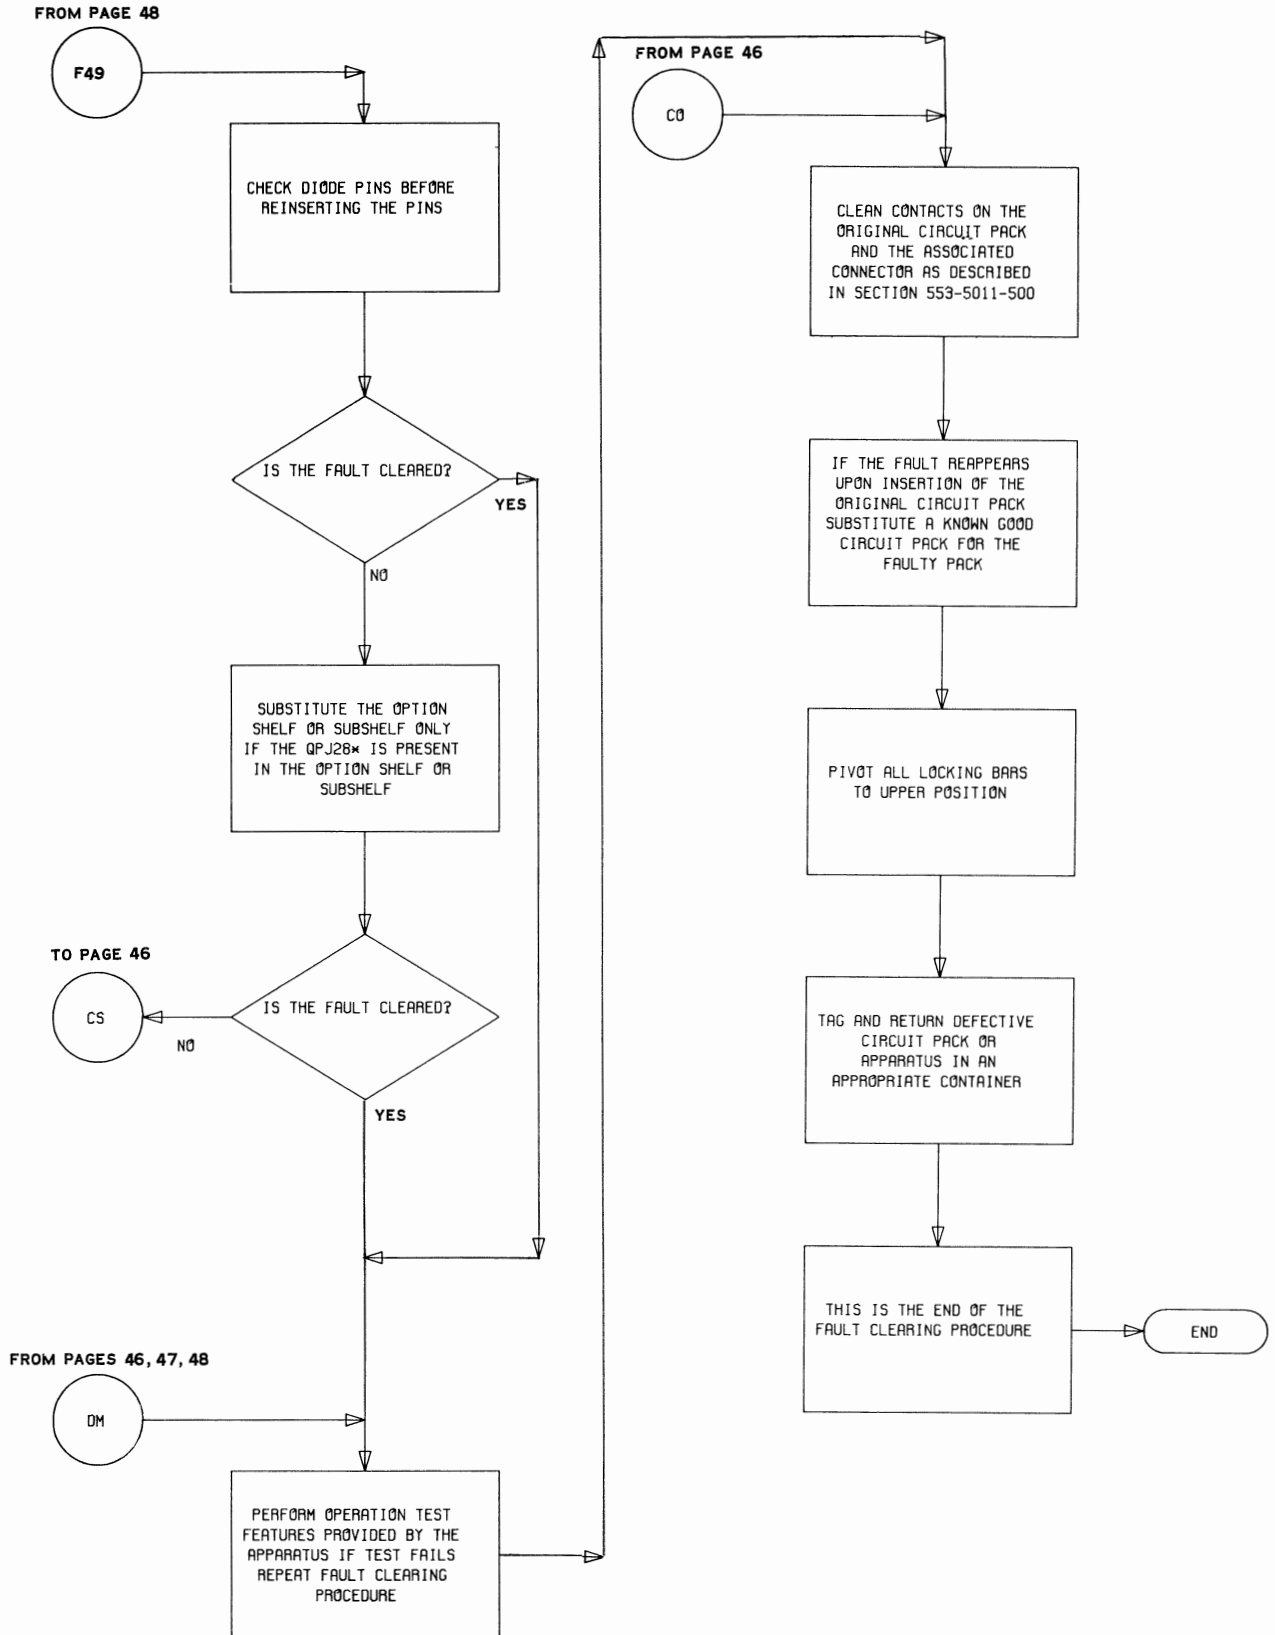 FROM PAGE 48
F49
CHECK DIODE PINS BEFORE
REINSERTING THE PINS
IS THE FAULT CLEARED?
YES
NO
SUBSTITUTE THE OPTION
SHELF OR SUBSHELF ONLY
IF THE QPJ28* IS PRESENT
IN THE OPTION SHELF OR
SUBSHELF
TO PAGE 46
CS
NO
IS THE FAULT CLEARED?
YES
FROM PAGES 46, 47, 48
DM
PERFORM OPERATION TEST
FEATURES PROVIDED BY THE
APPARATUS IF TEST FAILS
REPEAT FAULT CLEARING
PROCEDURE
FROM PAGE 46
CO
CLEAN CONTACTS ON THE
ORIGINAL CIRCUIT PACK
AND THE ASSOCIATED
CONNECTOR AS DESCRIBED
IN SECTION 553-5011-500
IF THE FAULT REAPPEARS
UPON INSERTION OF THE
ORIGINAL CIRCUIT PACK
SUBSTITUTE A KNOWN GOOD
CIRCUIT PACK FOR THE
FAULTY PACK
PIVOT ALL LOCKING BARS
TO UPPER POSITION
TAG AND RETURN DEFECTIVE
CIRCUIT PACK OR
APPARATUS IN AN
APPROPRIATE CONTAINER
THIS IS THE END OF THE
FAULT CLEARING PROCEDURE
END